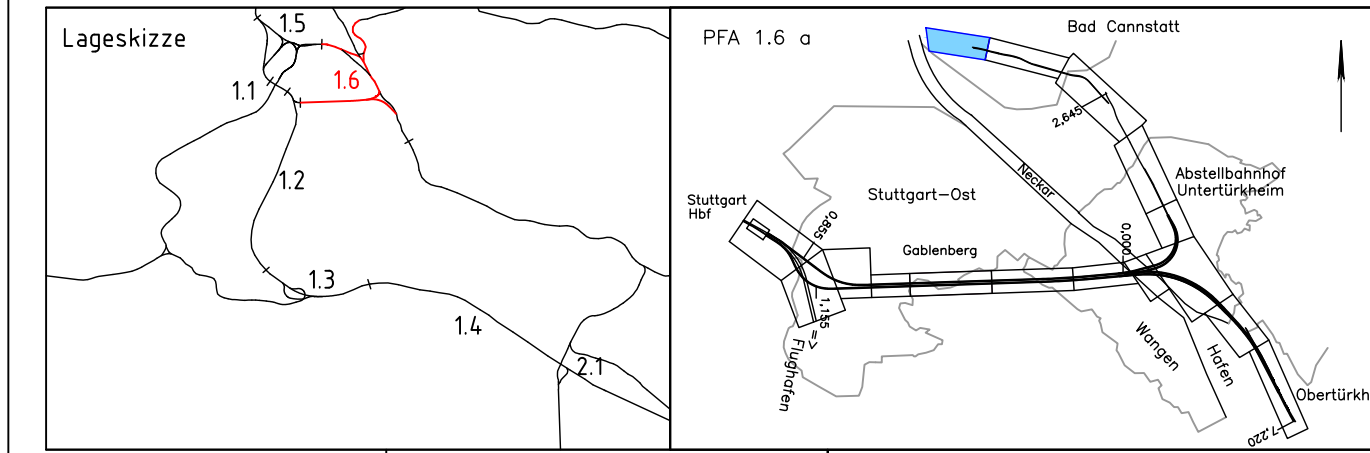 Lageskizze
1.5
1.6
1.1
1.2
1.3
1.4
2.1
PFA 1.6 a
Bad Cannstatt
2,645
Neckar
Abstellbahnhof
Untertürkheim
Stuttgart-Ost
Stuttgart
Hbf
0,855
Gablenberg
0,000
1,155 =>
Flughafen
Wangen
Hafen
Obertürkh
7,220